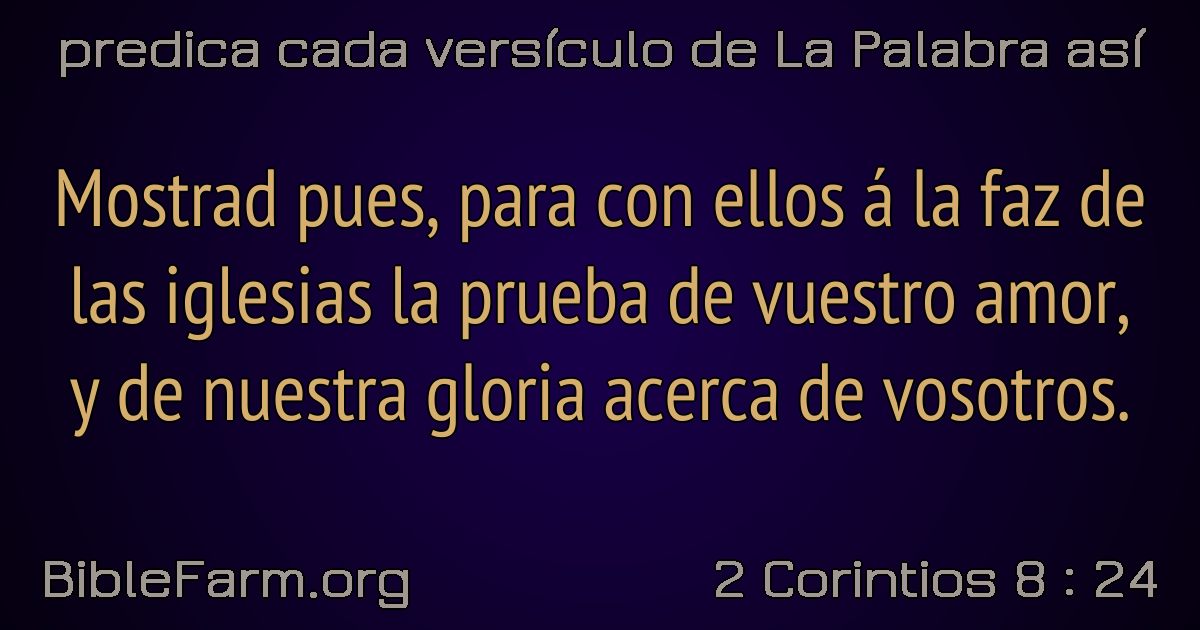 predica cada versículo de La Palabra así
Mostrad pues, para con ellos á la faz de
las iglesias la prueba de vuestro amor,
y de nuestra gloria acerca de vosotros.
BibleFarm.org
2 Corintios 8 : 24